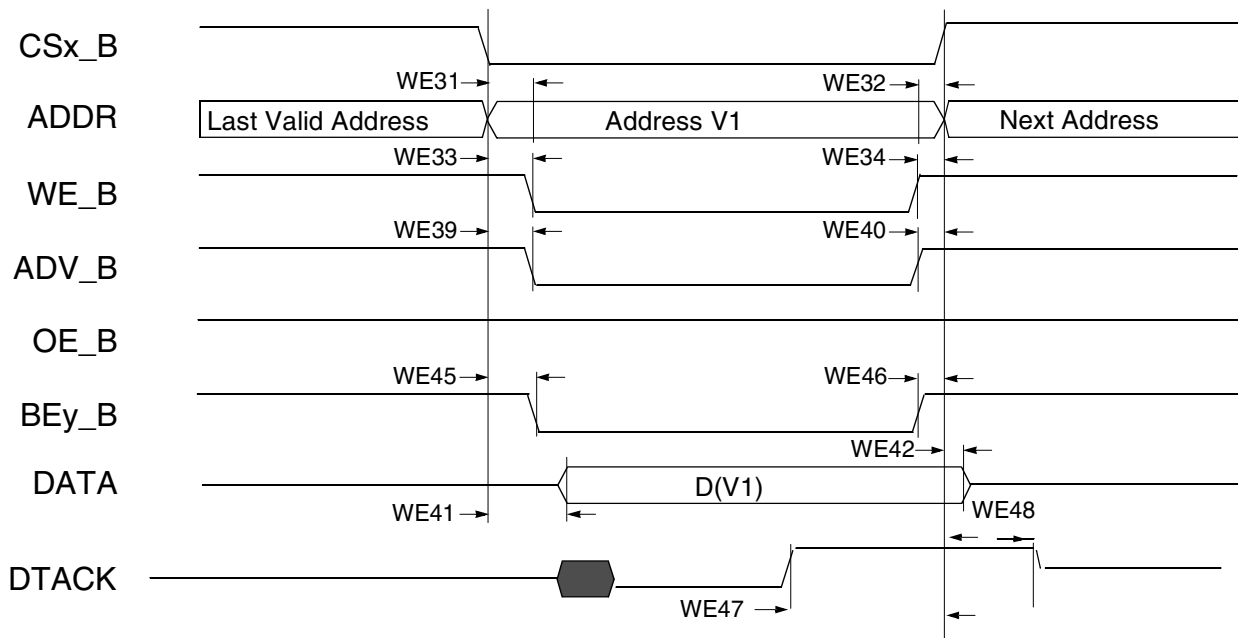 CSx_B
WE31
WE32
ADDR
Last Valid Address
Address V1
Next Address
WE33
WE34
WE_B
WE39
WE40
ADV_B
OE_B
WE45
WE46
BEy_B
WE42
DATA
D(V1)
WE41
WE48
DTACK
WE47